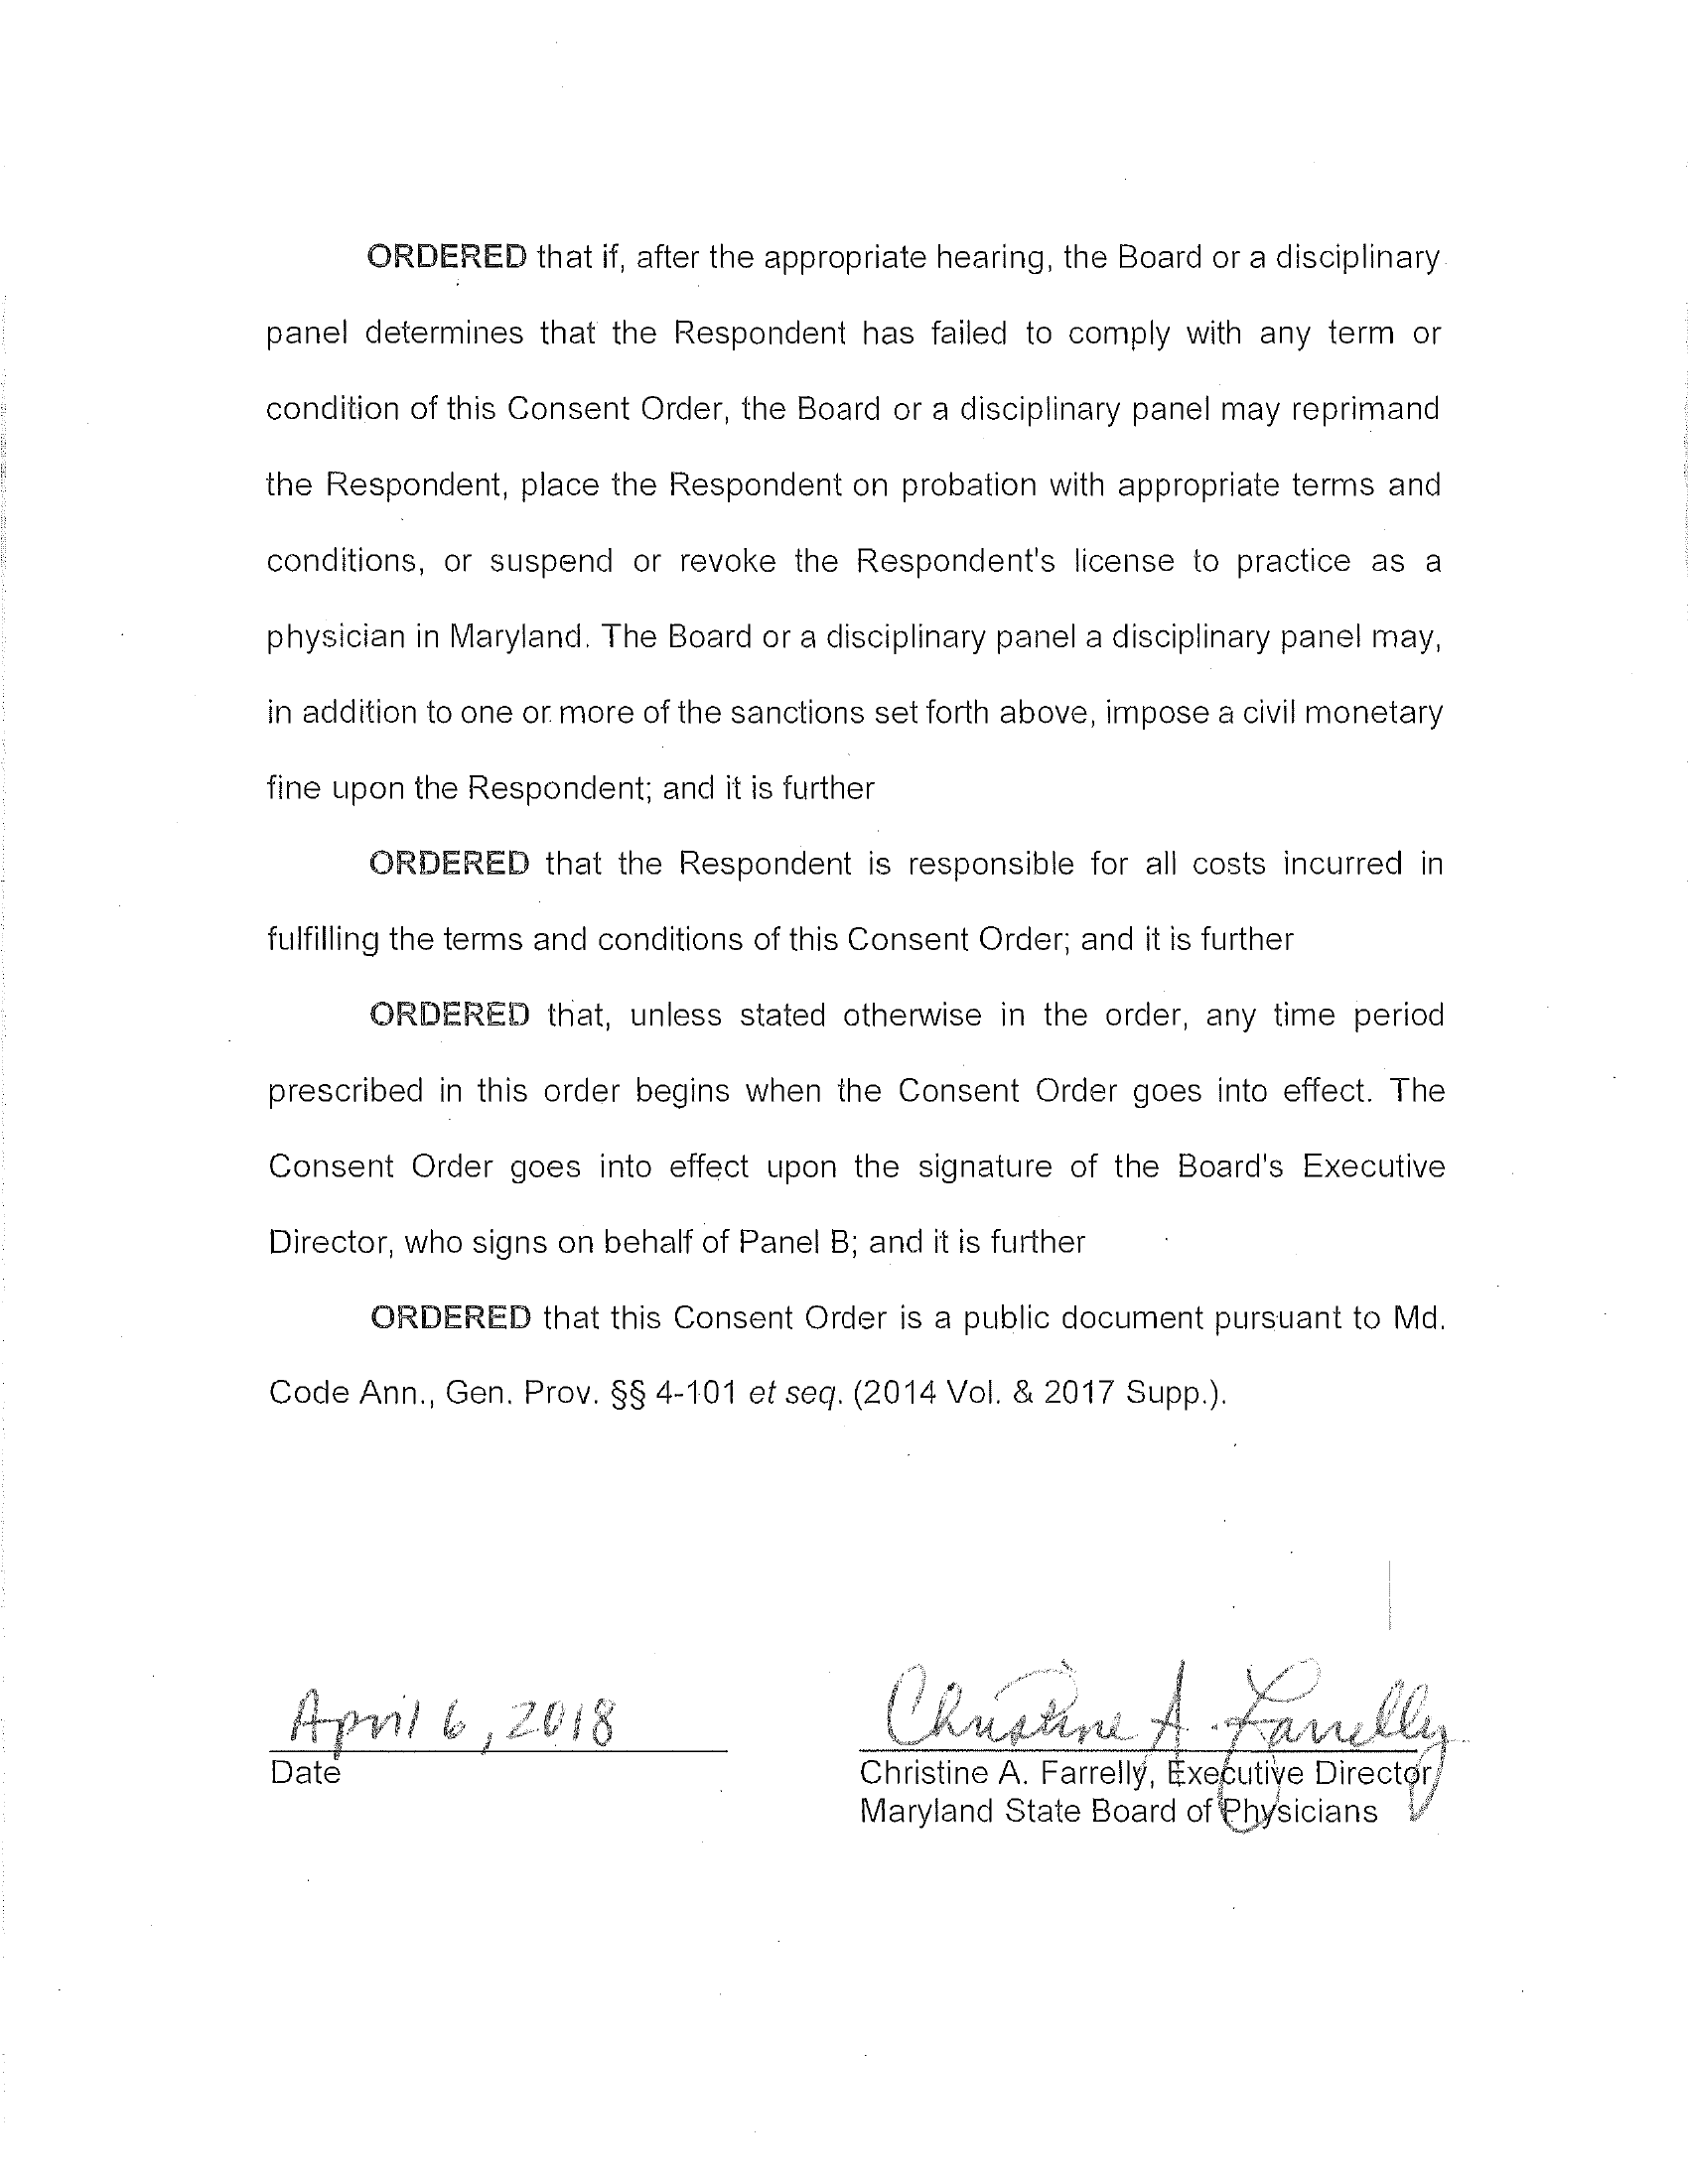 ORDERED that if, after the appropriate hearing, the Board or a disciplinary
panel determines that the Respondent has failed to comply with any term or
condition of this Consent Order, the Board or a disciplinary panel may reprimand
the Respondent, place the Respondent on probation with appropriate terms and
conditions, or suspend or revoke the Respondent's license to practice as a
physician in Maryland. The Board or a disciplinary panel a disciplinary panel may,
in addition to one or more of the sanctions set forth above, impose a civil monetary
fine upon the Respondent; and it is further
ORDERED that the Respondent is responsible for all costs incurred in
fulfilling the terms and conditions of this Consent Order; and it is further
ORDERED that, unless stated otherwise in the order, any time period
prescribed in this order begins when the Consent Order goes into effect. The
Consent Order goes into effect upon the signature of the Board's Executive
Director, who signs on behalf of Panel B; and it is further
ORDERED that this Consent Order is a public document pursuant to Md.
Code Ann., Gen. Prov. §§ 4-101 et seq. (2014 Vol. & 2017 Supp.).
April 6, 2018 Christine A. Farrelly
Date Christine A. Farrelly, Executive Director
Maryland State Board of Physicians